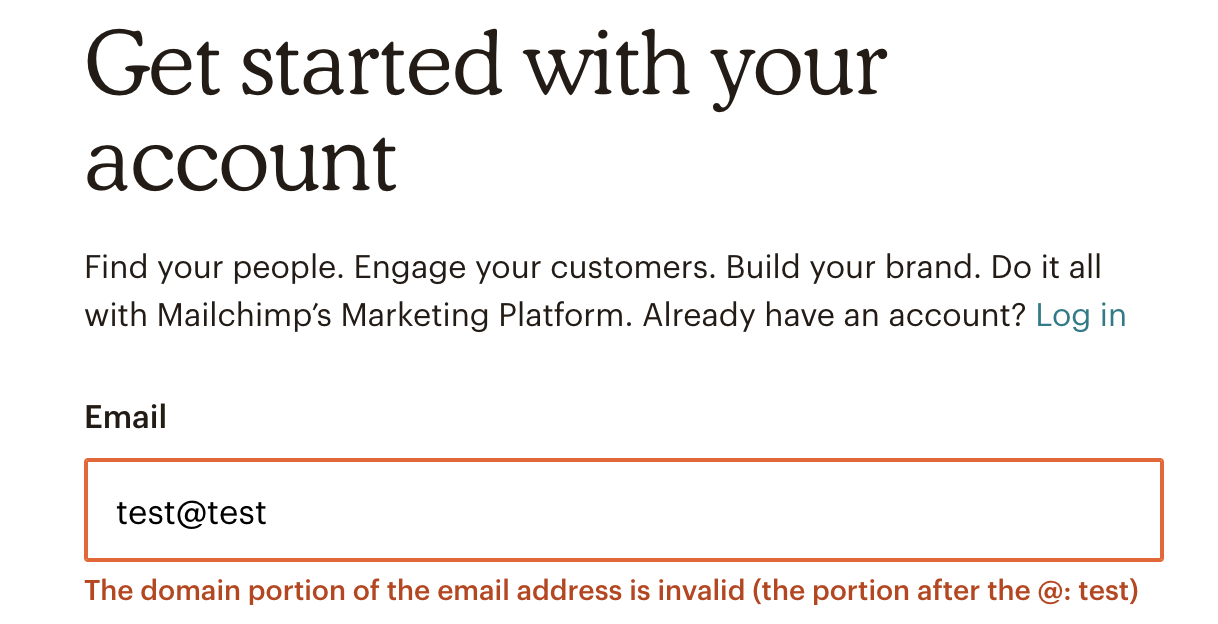 Get started with your
account
Find your people. Engage your customers. Build your brand. Do it all
with Mailchimp’s Marketing Platform. Already have an account? Log in
Email
test@test
The domain portion of the email address is invalid (the portion after the @: test)